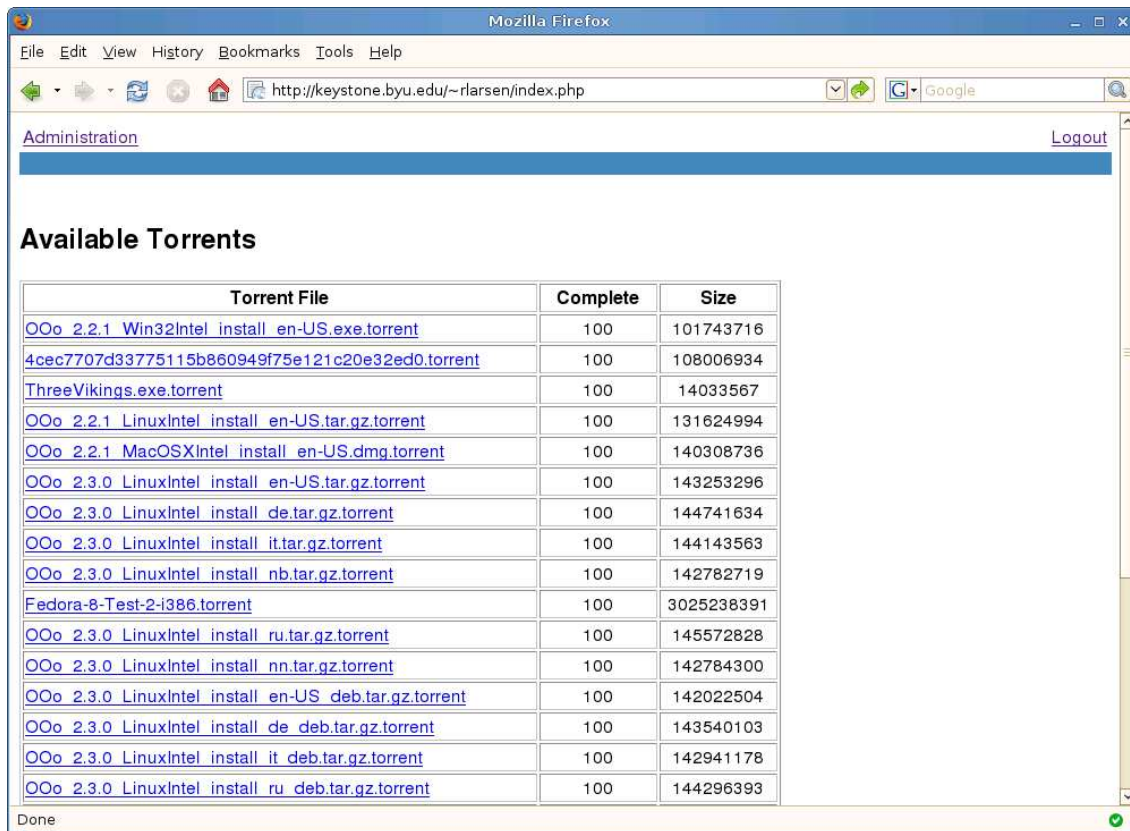 Mozilla Firefox
File Edit View History Bookmarks Tools Help
http://keystone.byu.edu/~rlarsen/index.php G Google
Administration Logout
Available Torrents
Torrent File Complete Size
OOo_2.2.1_Win32Intel_install_en-US.exe.torrent 100 101743716
4cec7707d33775115b860949f75e121c20e32ed0.torrent 100 108006934
ThreeVikings.exe.torrent 100 14033567
OOo_2.2.1_LinuxIntel_install_en-US.tar.gz.torrent 100 131624994
OOo_2.2.1_MacOSXIntel_install_en-US.dmg.torrent 100 140308736
OOo_2.3.0_LinuxIntel_install_en-US.tar.gz.torrent 100 143253296
OOo_2.3.0_LinuxIntel_install_de.tar.gz.torrent 100 144741634
OOo_2.3.0_LinuxIntel_install_it.tar.gz.torrent 100 144143563
OOo_2.3.0_LinuxIntel_install_nb.tar.gz.torrent 100 142782719
Fedora-8-Test-2-i386.torrent 100 3025238391
OOo_2.3.0_LinuxIntel_install_ru.tar.gz.torrent 100 145572828
OOo_2.3.0_LinuxIntel_install_nn.tar.gz.torrent 100 142784300
OOo_2.3.0_LinuxIntel_install_en-US_deb.tar.gz.torrent 100 142022504
OOo_2.3.0_LinuxIntel_install_de_deb.tar.gz.torrent 100 143540103
OOo_2.3.0_LinuxIntel_install_it_deb.tar.gz.torrent 100 142941178
OOo_2.3.0_LinuxIntel_install_ru_deb.tar.gz.torrent 100 144296393
Done